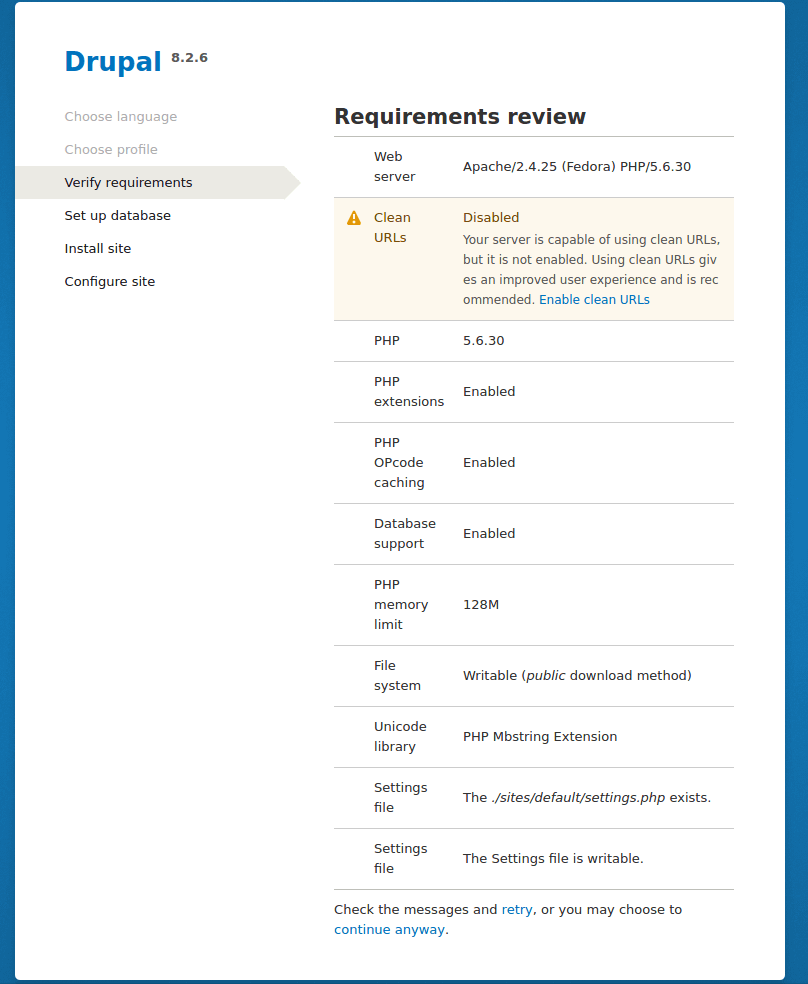 Drupal 8.2.6
Choose language
Choose profile
Verify requirements
Set up database
Install site
Configure site
Requirements review
Web
server
Apache/2.4.25 (Fedora) PHP/5.6.30
Clean
URLs
Disabled
Your server is capable of using clean URLs,
but it is not enabled. Using clean URLs giv
es an improved user experience and is rec
ommended. Enable clean URLs
PHP
5.6.30
PHP
extensions
Enabled
PHP
OPcode
caching
Enabled
Database
support
Enabled
PHP
memory
limit
128M
File
system
Writable (public download method)
Unicode
library
PHP Mbstring Extension
Settings
file
The ./sites/default/settings.php exists.
Settings
file
The Settings file is writable.
Check the messages and retry, or you may choose to
continue anyway.